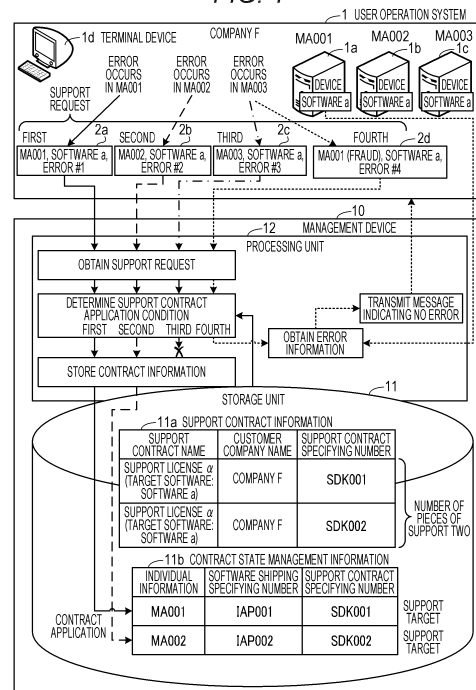 FIG. 1
1 USER OPERATION SYSTEM
COMPANY F
1d TERMINAL DEVICE
MA001
MA002
MA003
1a
1b
1c
DEVICE
SOFTWARE a
DEVICE
SOFTWARE a
DEVICE
SOFTWARE a
ERROR
OCCURS
IN MA001
ERROR
OCCURS
IN MA002
ERROR
OCCURS
IN MA003
SUPPORT
REQUEST
FIRST
2a
SECOND
2b
THIRD
2c
FOURTH
2d
MA001, SOFTWARE a,
ERROR #1
MA002, SOFTWARE a,
ERROR #2
MA003, SOFTWARE a,
ERROR #3
MA001 (FRAUD), SOFTWARE a,
ERROR #4
10
MANAGEMENT DEVICE
12
PROCESSING UNIT
OBTAIN SUPPORT REQUEST
DETERMINE SUPPORT CONTRACT
APPLICATION CONDITION
FIRST SECOND THIRD FOURTH
TRANSMIT MESSAGE
INDICATING NO ERROR
OBTAIN ERROR
INFORMATION
STORE CONTRACT INFORMATION
11
STORAGE UNIT
11a SUPPORT CONTRACT INFORMATION
SUPPORT
CONTRACT NAME
CUSTOMER
COMPANY NAME
SUPPORT CONTRACT
SPECIFYING NUMBER
SUPPORT LICENSE α
(TARGET SOFTWARE:
SOFTWARE a)
COMPANY F
SDK001
SUPPORT LICENSE α
(TARGET SOFTWARE:
SOFTWARE a)
COMPANY F
SDK002
NUMBER OF
PIECES OF
SUPPORT TWO
11b CONTRACT STATE MANAGEMENT INFORMATION
INDIVIDUAL
INFORMATION
SOFTWARE SHIPPING
SPECIFYING NUMBER
SUPPORT CONTRACT
SPECIFYING NUMBER
MA001
IAP001
SDK001
SUPPORT
TARGET
MA002
IAP002
SDK002
SUPPORT
TARGET
CONTRACT
APPLICATION